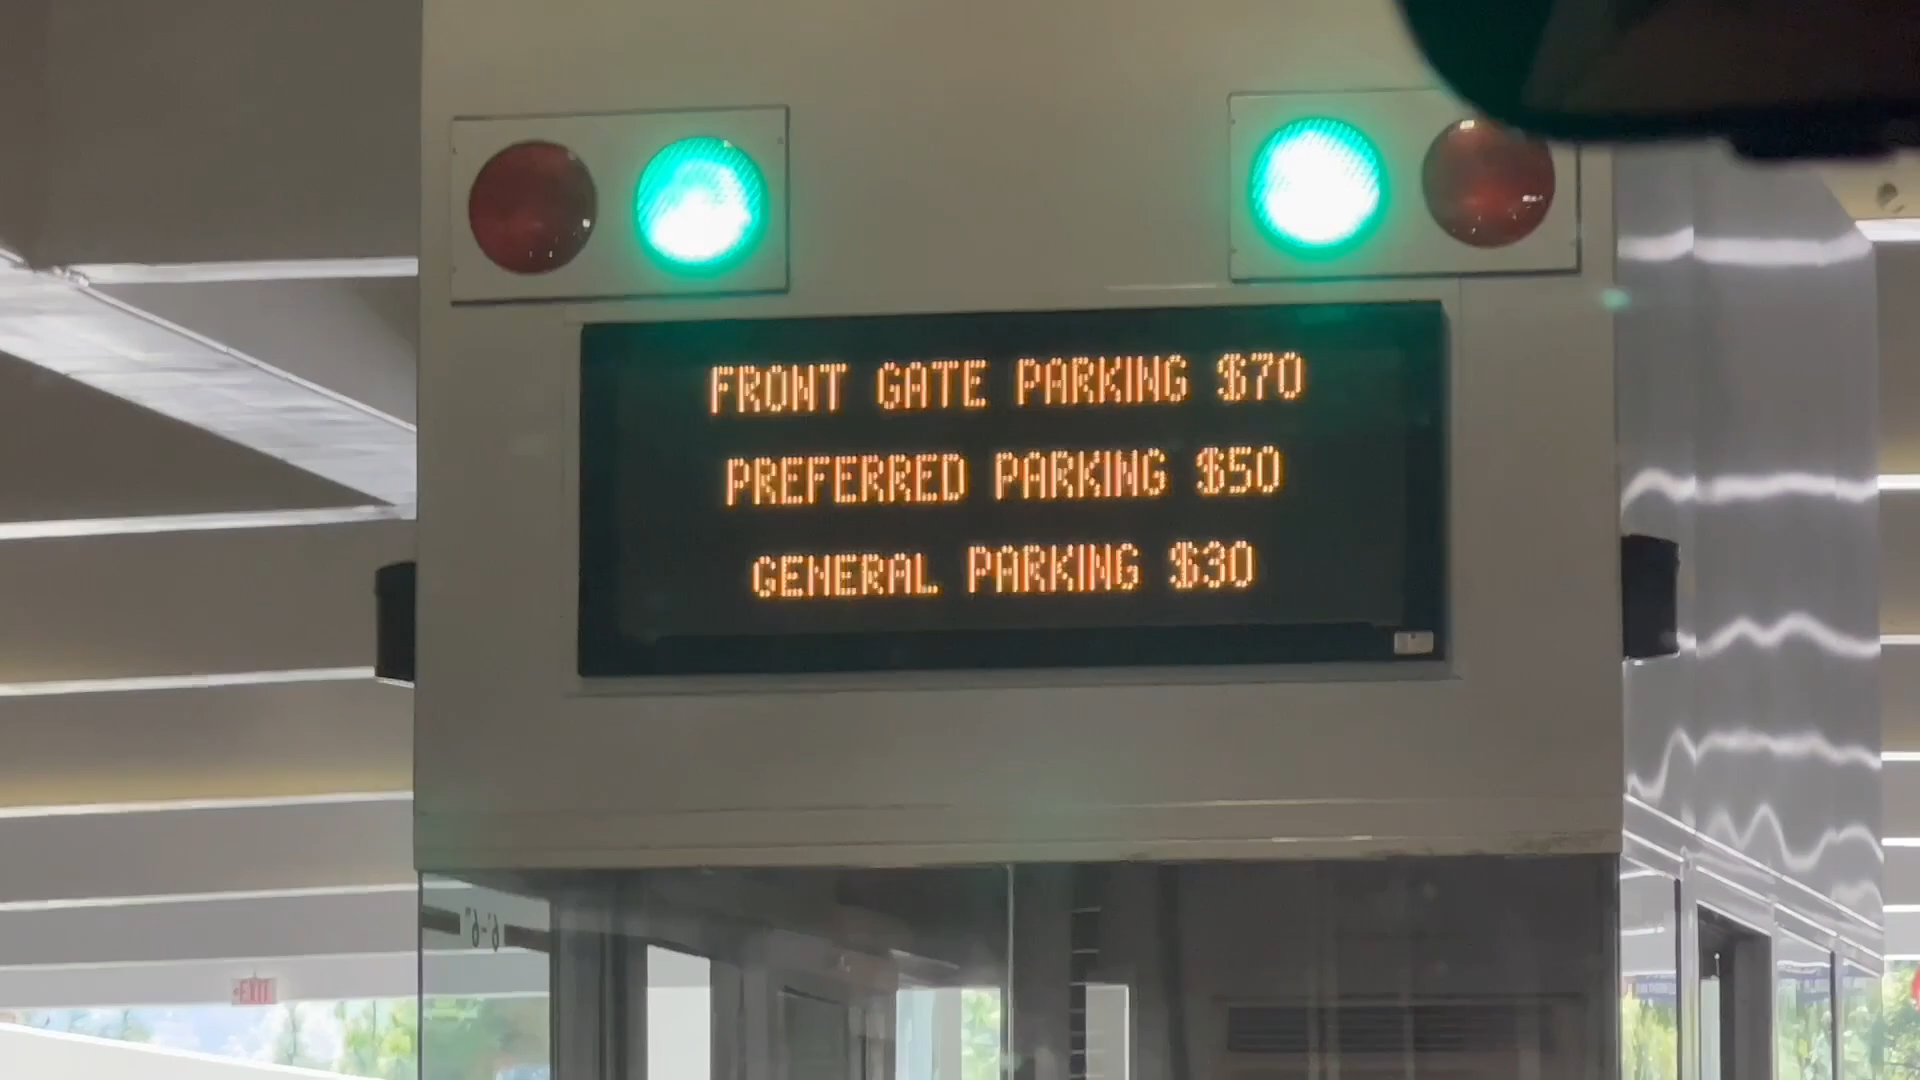 FRONT GATE PARKING $70
PREFERRED PARKING $50
GENERAL PARKING $30
EXIT